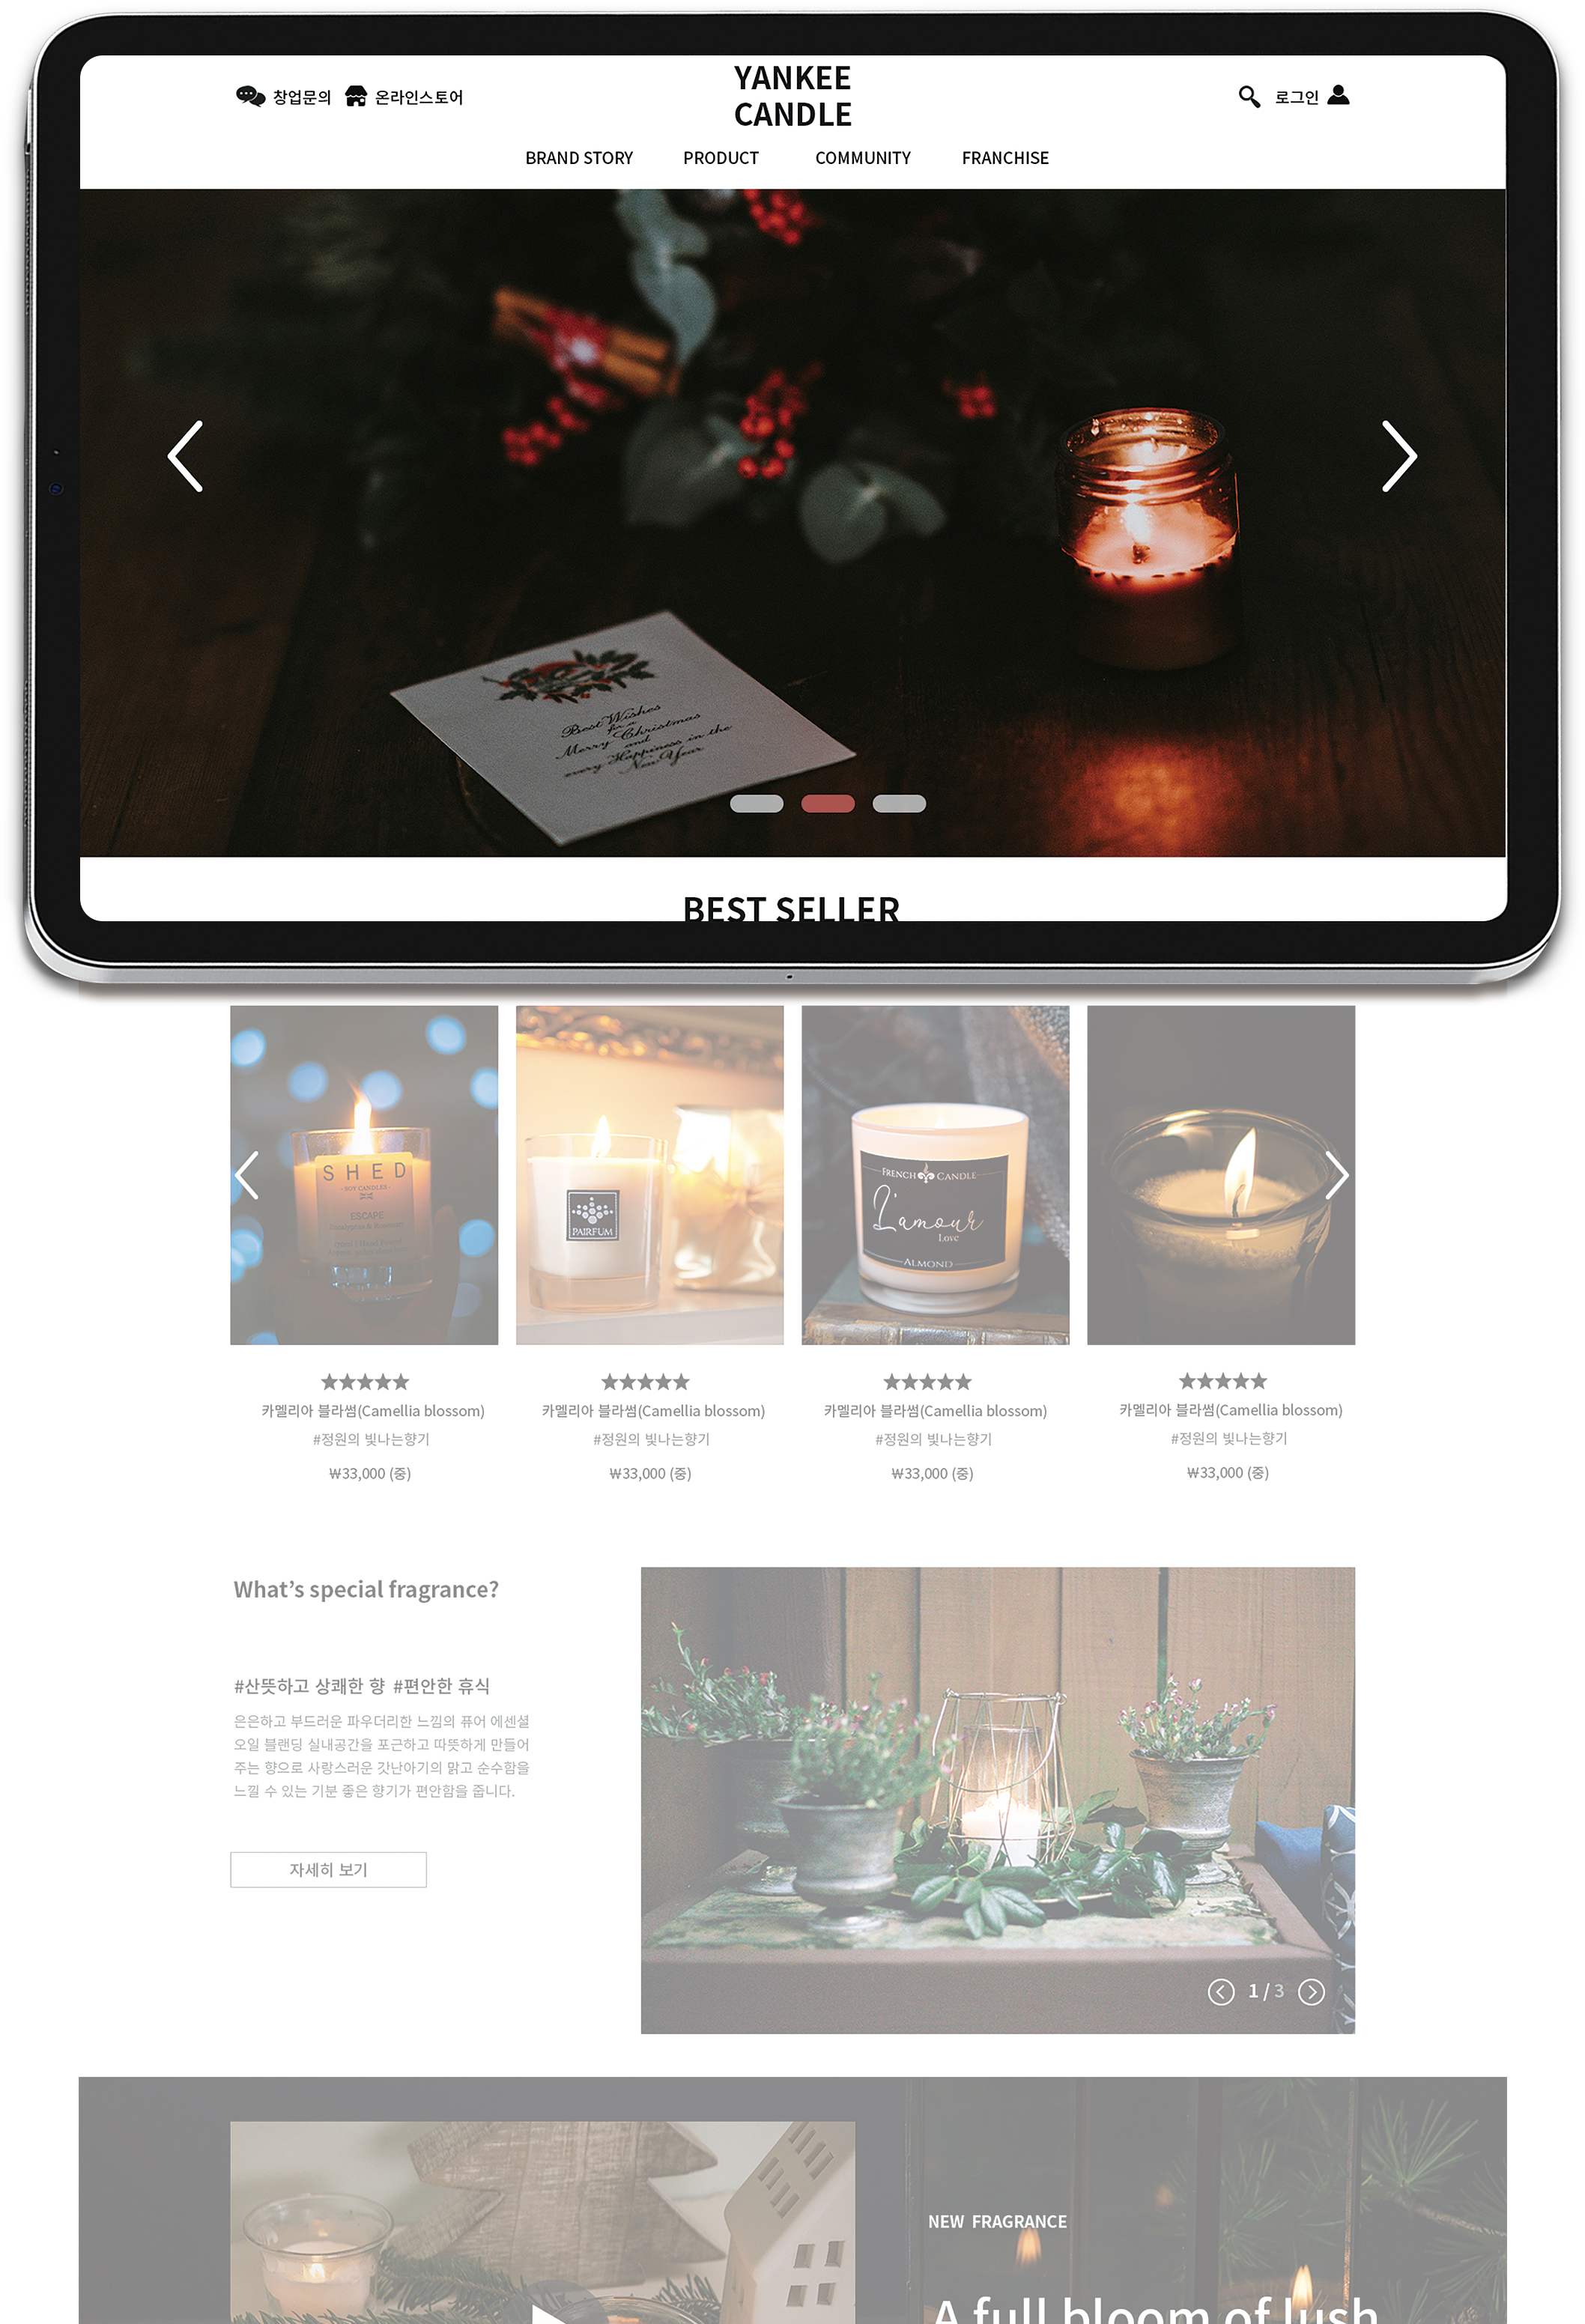 창업문의 온라인스토어
YANKEE
CANDLE
로그인
BRAND STORY PRODUCT COMMUNITY FRANCHISE
Best Wishes
for a
Merry Christmas
and
every Happiness in the
New Year
BEST SELLER
SHED
- SOY CANDLES -
ESCAPE
PAIRFUM
FRENCH CANDLE
L'amour
Love
ALMOND
★★★★★ ★★★★★ ★★★★★ ★★★★★
카멜리아 블라썸(Camellia blossom) 카멜리아 블라썸(Camellia blossom) 카멜리아 블라썸(Camellia blossom) 카멜리아 블라썸(Camellia blossom)
#정원의 빛나는향기 #정원의 빛나는향기 #정원의 빛나는향기 #정원의 빛나는향기
₩33,000 (중) ₩33,000 (중) ₩33,000 (중) ₩33,000 (중)
What's special fragrance?
#산뜻하고 상쾌한 향 #편안한 휴식
은은하고 부드러운 파우더리한 느낌의 퓨어 에센셜
오일 블랜딩 실내공간을 포근하고 따뜻하게 만들어
주는 향으로 사랑스러운 갓난아기의 맑고 순수함을
느낄 수 있는 기분 좋은 향기가 편안함을 줍니다.
자세히 보기
1 / 3
NEW FRAGRANCE
A full bloom of lush